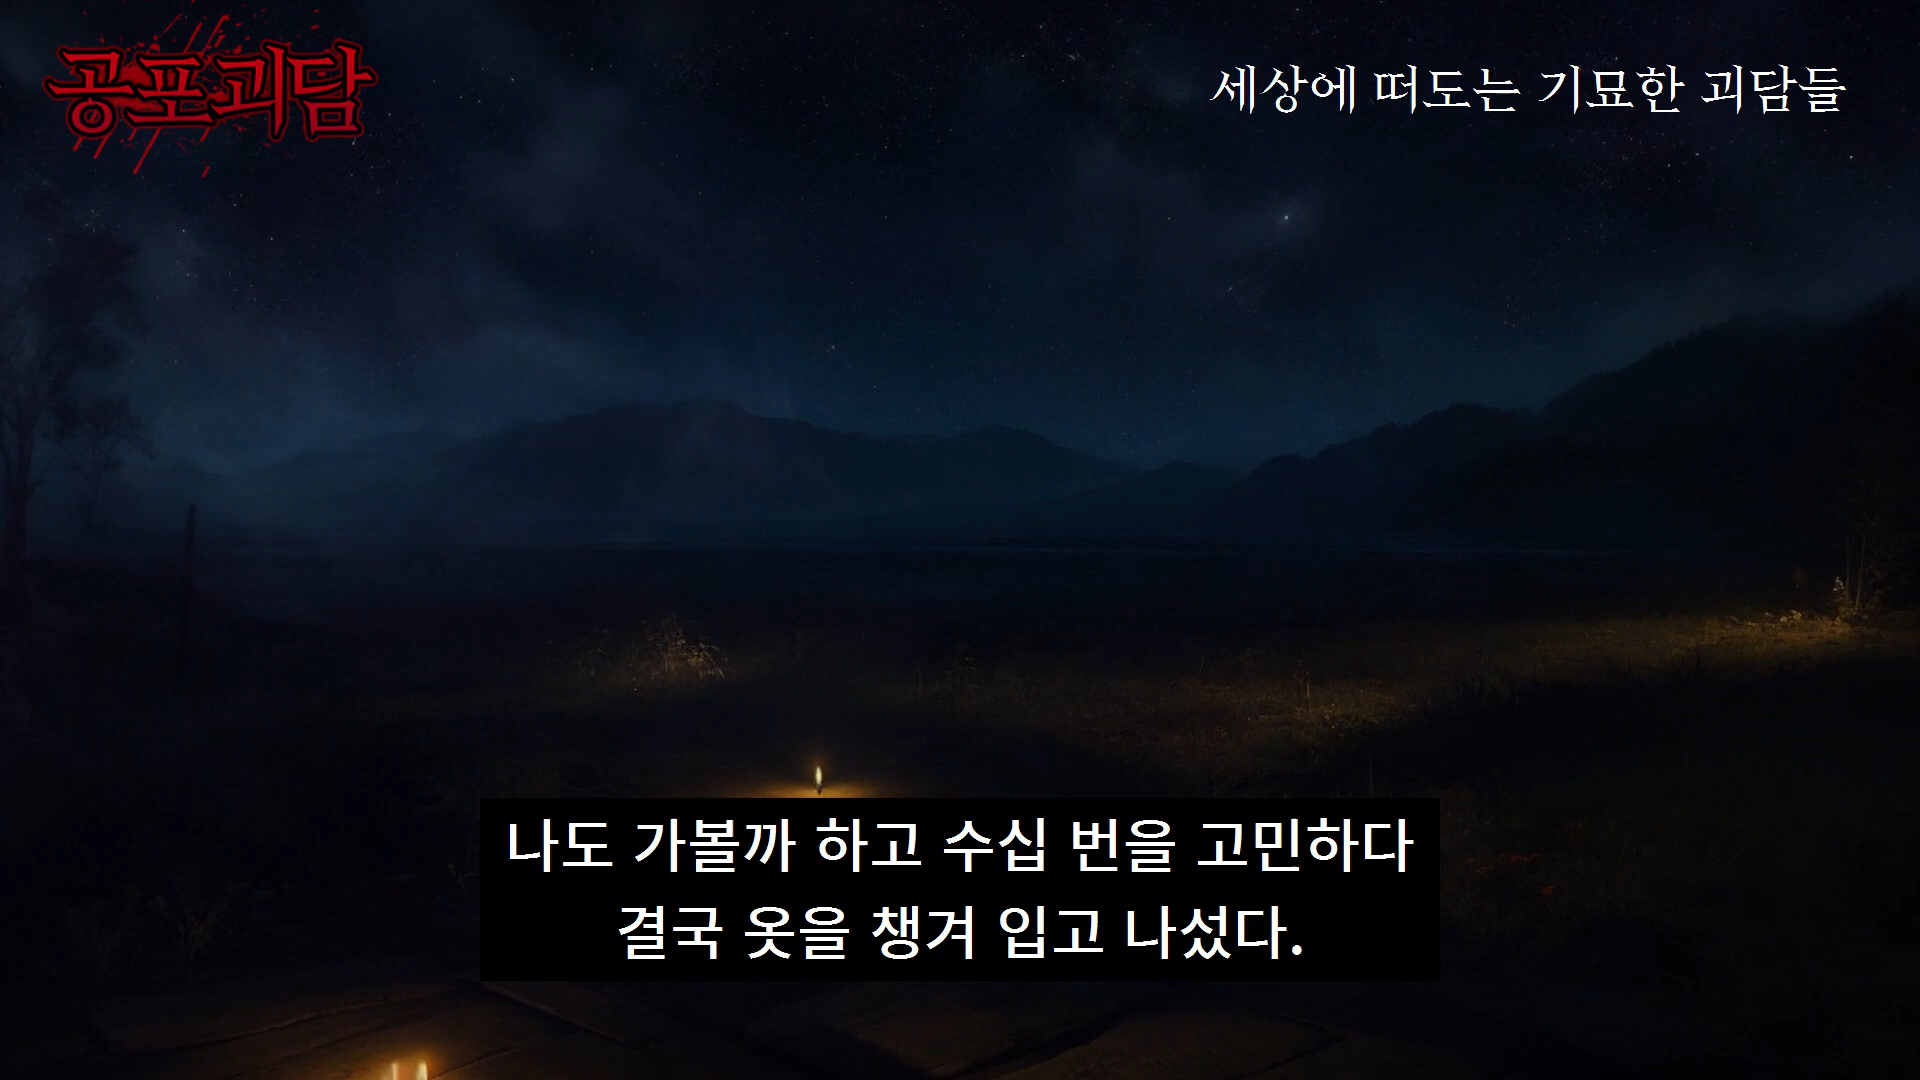 공포괴담
세상에 떠도는 기묘한 괴담들
나도 가볼까 하고 수십 번을 고민하다
결국 옷을 챙겨 입고 나섰다.